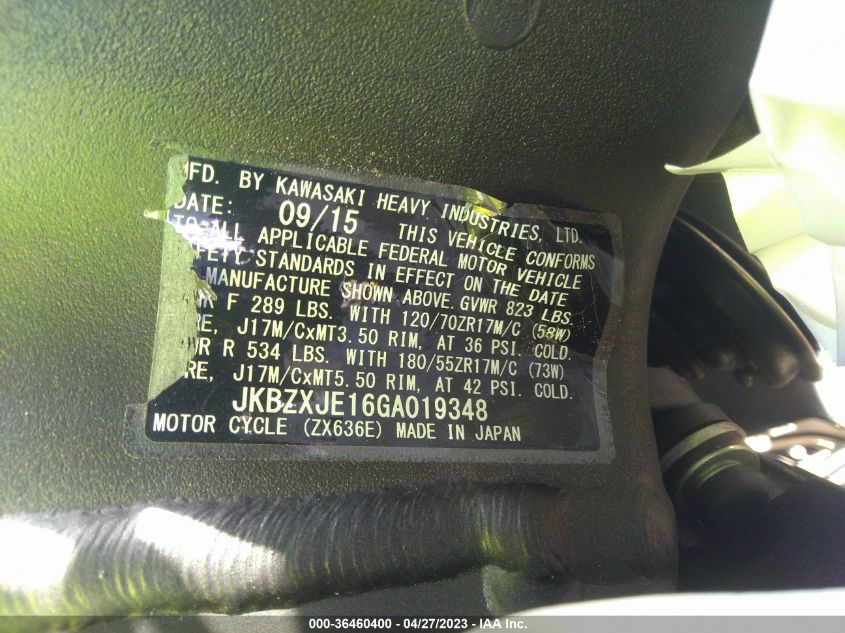 MFD. BY KAWASAKI HEAVY INDUSTRIES, LTD.
DATE: 09/15 THIS VEHICLE CONFORMS
TO ALL APPLICABLE FEDERAL MOTOR VEHICLE
SAFETY STANDARDS IN EFFECT ON THE DATE
MANUFACTURE SHOWN ABOVE. GVWR 823 LBS.
F 289 LBS. WITH 120/70ZR17M/C (58W)
RE, J17M/CxMT3.50 RIM, AT 36 PSI. COLD.
R 534 LBS. WITH 180/55ZR17M/C (73W)
RE, J17M/CxMT5.50 RIM, AT 42 PSI. COLD.
JKBZXJE16GA019348
MOTOR CYCLE (ZX636E) MADE IN JAPAN
000-36460400 - 04/27/2023 - IAA Inc.